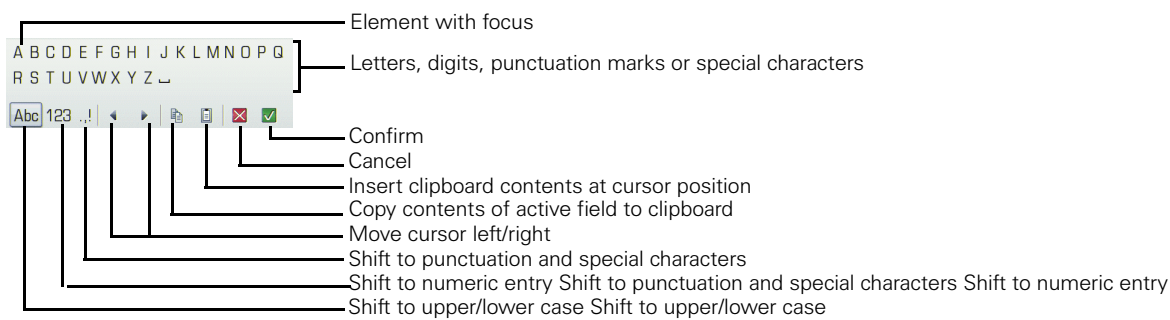 Element with focus
A B C D E F G H I J K L M N O P Q
Letters, digits, punctuation marks or special characters
R S T U V W X Y Z ⎵
Abc 123 .,!
Confirm
Cancel
Insert clipboard contents at cursor position
Copy contents of active field to clipboard
Move cursor left/right
Shift to punctuation and special characters
Shift to numeric entry Shift to punctuation and special characters Shift to numeric entry
Shift to upper/lower case Shift to upper/lower case